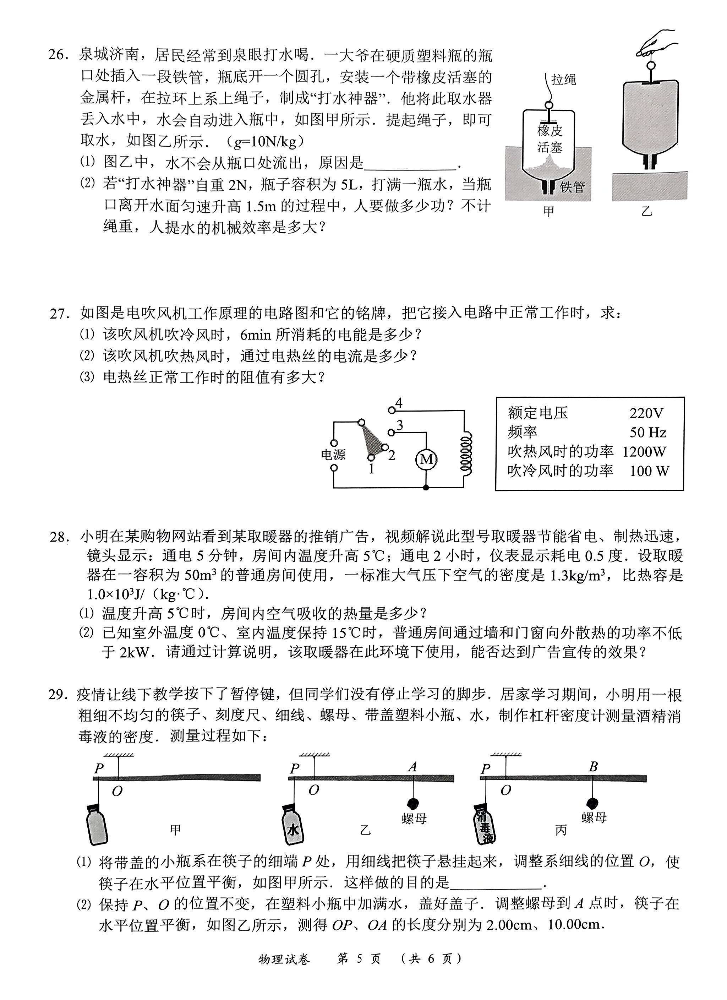 26．泉城济南，居民经常到泉眼打水喝．一大爷在硬质塑料瓶的瓶
口处插入一段铁管，瓶底开一个圆孔，安装一个带橡皮活塞的
金属杆，在拉环上系上绳子，制成“打水神器”．他将此取水器
丢入水中，水会自动进入瓶中，如图甲所示．提起绳子，即可
取水，如图乙所示．（g=10N/kg）
⑴ 图乙中，水不会从瓶口处流出，原因是____________．
⑵ 若“打水神器”自重 2N，瓶子容积为 5L，打满一瓶水，当瓶
口离开水面匀速升高 1.5m 的过程中，人要做多少功？不计
绳重，人提水的机械效率是多大？
拉绳
橡皮
活塞
铁管
甲
乙
27．如图是电吹风机工作原理的电路图和它的铭牌，把它接入电路中正常工作时，求：
⑴ 该吹风机吹冷风时，6min 所消耗的电能是多少？
⑵ 该吹风机吹热风时，通过电热丝的电流是多少？
⑶ 电热丝正常工作时的阻值有多大？
4
3
电源
2
1
M
额定电压 220V
频率 50 Hz
吹热风时的功率 1200W
吹冷风时的功率 100 W
28．小明在某购物网站看到某取暖器的推销广告，视频解说此型号取暖器节能省电、制热迅速，
镜头显示：通电 5 分钟，房间内温度升高 5℃；通电 2 小时，仪表显示耗电 0.5 度．设取暖
器在一容积为 50m³ 的普通房间使用，一标准大气压下空气的密度是 1.3kg/m³，比热容是
1.0×10³J/（kg·℃）．
⑴ 温度升高 5℃时，房间内空气吸收的热量是多少？
⑵ 已知室外温度 0℃、室内温度保持 15℃时，普通房间通过墙和门窗向外散热的功率不低
于 2kW．请通过计算说明，该取暖器在此环境下使用，能否达到广告宣传的效果？
29．疫情让线下教学按下了暂停键，但同学们没有停止学习的脚步．居家学习期间，小明用一根
粗细不均匀的筷子、刻度尺、细线、螺母、带盖塑料小瓶、水，制作杠杆密度计测量酒精消
毒液的密度．测量过程如下：
P
O
甲
P
O
A
水
螺母
乙
P
O
B
消毒液
螺母
丙
⑴ 将带盖的小瓶系在筷子的细端 P 处，用细线把筷子悬挂起来，调整系细线的位置 O，使
筷子在水平位置平衡，如图甲所示．这样做的目的是____________．
⑵ 保持 P、O 的位置不变，在塑料小瓶中加满水，盖好盖子．调整螺母到 A 点时，筷子在
水平位置平衡，如图乙所示，测得 OP、OA 的长度分别为 2.00cm、10.00cm．
物理试卷 第 5 页 （共 6 页）